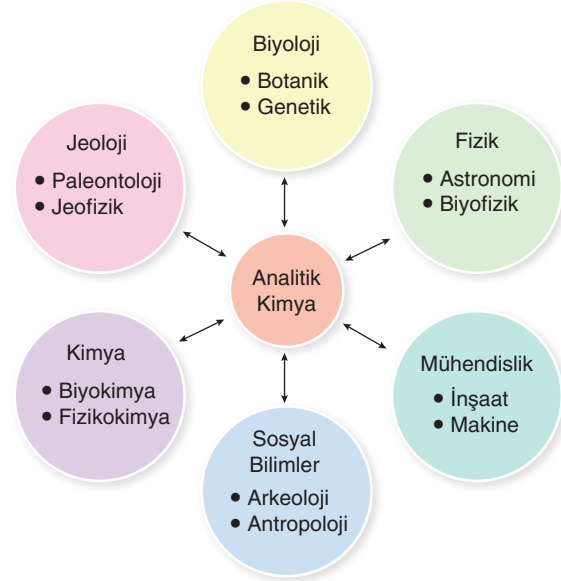 Biyoloji
• Botanik
• Genetik
Jeoloji
• Paleontoloji
• Jeofizik
Fizik
• Astronomi
• Biyofizik
Analitik
Kimya
Kimya
• Biyokimya
• Fizikokimya
Mühendislik
• İnşaat
• Makine
Sosyal
Bilimler
• Arkeoloji
• Antropoloji